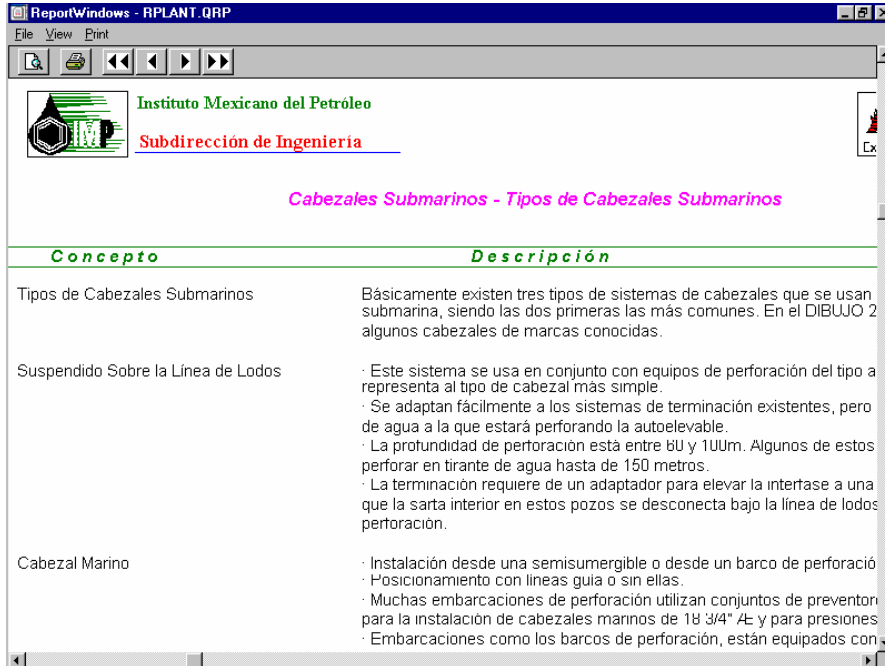 ReportWindows - RPLANT.QRP
File View Print
IMP
Instituto Mexicano del Petróleo
Subdirección de Ingeniería
Ex
Cabezales Submarinos - Tipos de Cabezales Submarinos
Concepto Descripción
Tipos de Cabezales Submarinos Básicamente existen tres tipos de sistemas de cabezales que se usan
submarina, siendo las dos primeras las más comunes. En el DIBUJO 2
algunos cabezales de marcas conocidas.
Suspendido Sobre la Línea de Lodos · Este sistema se usa en conjunto con equipos de perforación del tipo a
representa al tipo de cabezal más simple.
· Se adaptan fácilmente a los sistemas de terminación existentes, pero
de agua a la que estará perforando la autoelevable.
· La profundidad de perforación está entre 60 y 100m. Algunos de estos
perforar en tirante de agua hasta de 150 metros.
· La terminación requiere de un adaptador para elevar la interfase a una
que la sarta interior en estos pozos se desconecta bajo la línea de lodos
perforación.
Cabezal Marino · Instalación desde una semisumergible o desde un barco de perforació
· Posicionamiento con líneas guía o sin ellas.
· Muchas embarcaciones de perforación utilizan conjuntos de preventor
para la instalación de cabezales marinos de 18 3/4" Æ y para presiones
· Embarcaciones como los barcos de perforación, están equipados con